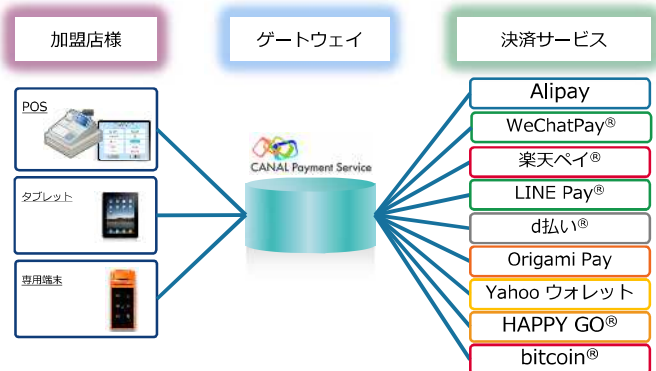 加盟店様
ゲートウェイ
決済サービス
POS
タブレット
専用端末
CANAL Payment Service
Alipay
WeChatPay®
楽天ペイ®
LINE Pay®
d払い®
Origami Pay
Yahoo ウォレット
HAPPY GO®
bitcoin®